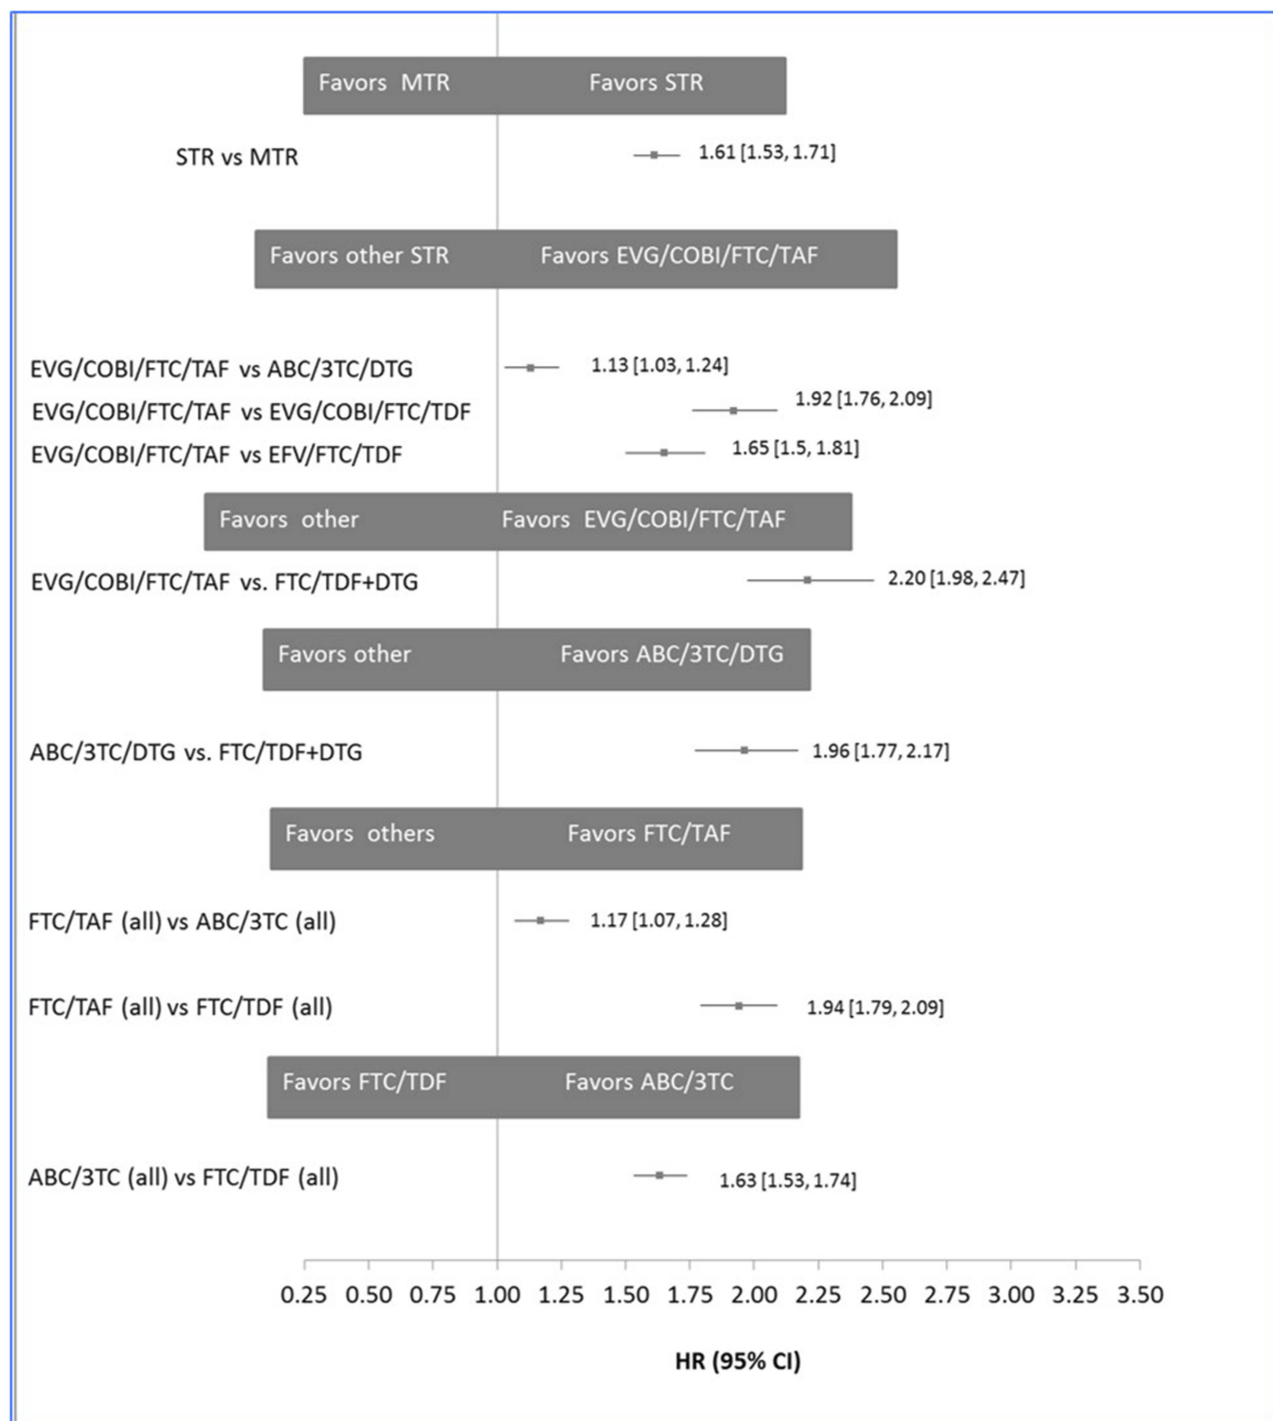 Favors MTR Favors STR
STR vs MTR 1.61 [1.53, 1.71]
Favors other STR Favors EVG/COBI/FTC/TAF
EVG/COBI/FTC/TAF vs ABC/3TC/DTG 1.13 [1.03, 1.24]
EVG/COBI/FTC/TAF vs EVG/COBI/FTC/TDF 1.92 [1.76, 2.09]
EVG/COBI/FTC/TAF vs EFV/FTC/TDF 1.65 [1.5, 1.81]
Favors other Favors EVG/COBI/FTC/TAF
EVG/COBI/FTC/TAF vs. FTC/TDF+DTG 2.20 [1.98, 2.47]
Favors other Favors ABC/3TC/DTG
ABC/3TC/DTG vs. FTC/TDF+DTG 1.96 [1.77, 2.17]
Favors others Favors FTC/TAF
FTC/TAF (all) vs ABC/3TC (all) 1.17 [1.07, 1.28]
FTC/TAF (all) vs FTC/TDF (all) 1.94 [1.79, 2.09]
Favors FTC/TDF Favors ABC/3TC
ABC/3TC (all) vs FTC/TDF (all) 1.63 [1.53, 1.74]
0.25 0.50 0.75 1.00 1.25 1.50 1.75 2.00 2.25 2.50 2.75 3.00 3.25 3.50
HR (95% CI)